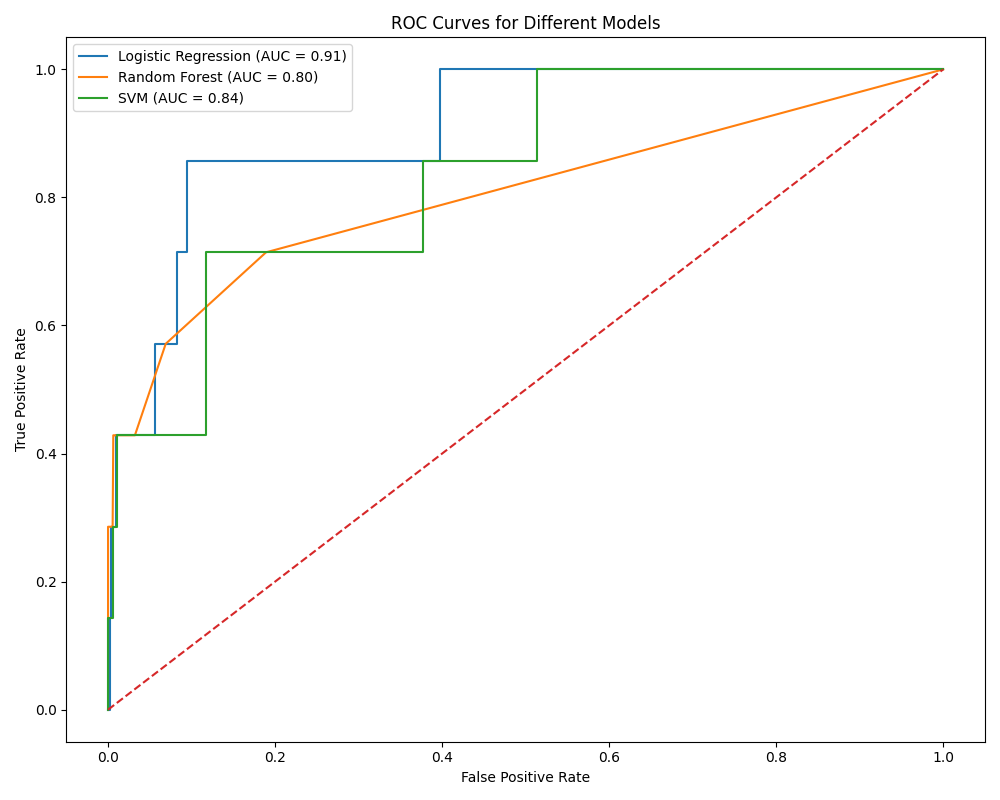 ROC Curves for Different Models
Logistic Regression (AUC = 0.91)
Random Forest (AUC = 0.80)
SVM (AUC = 0.84)
True Positive Rate
1.0
0.8
0.6
0.4
0.2
0.0
0.0 0.2 0.4 0.6 0.8 1.0
False Positive Rate